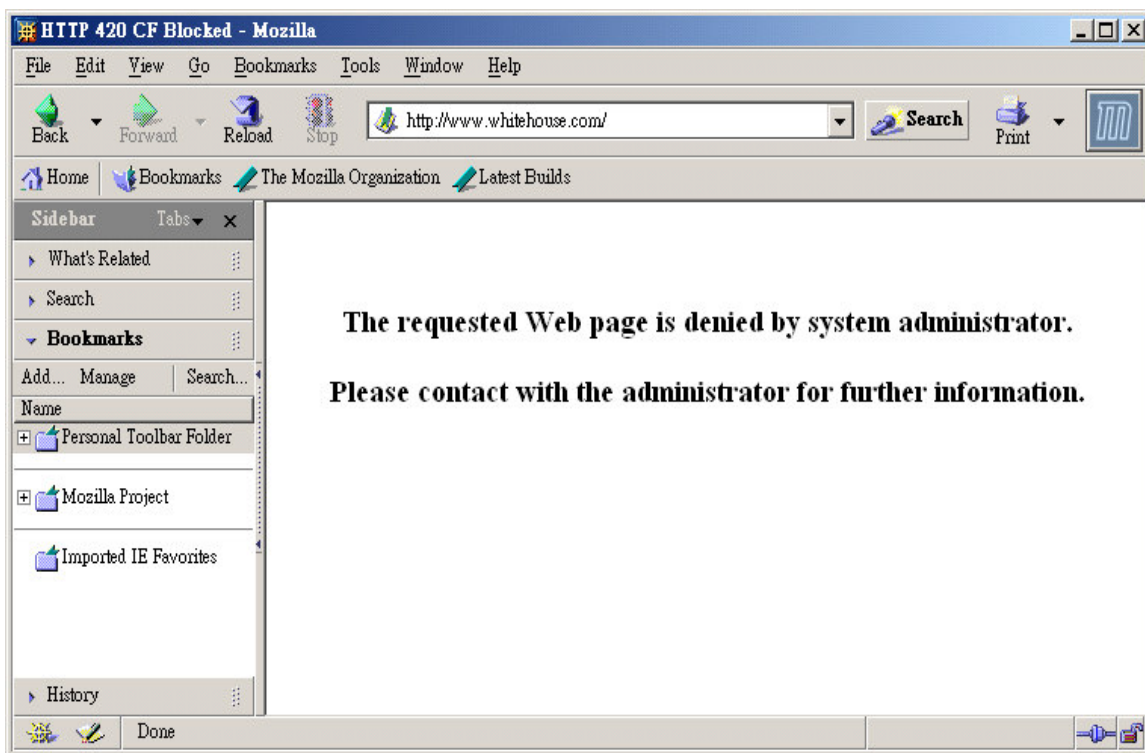 HTTP 420 CF Blocked - Mozilla
File Edit View Go Bookmarks Tools Window Help
Back Forward Reload Stop http://www.whitehouse.com/ Search Print
Home Bookmarks The Mozilla Organization Latest Builds
Sidebar Tabs
What's Related
Search
Bookmarks
Add... Manage Search...
Name
Personal Toolbar Folder
Mozilla Project
Imported IE Favorites
History
The requested Web page is denied by system administrator.
Please contact with the administrator for further information.
Done